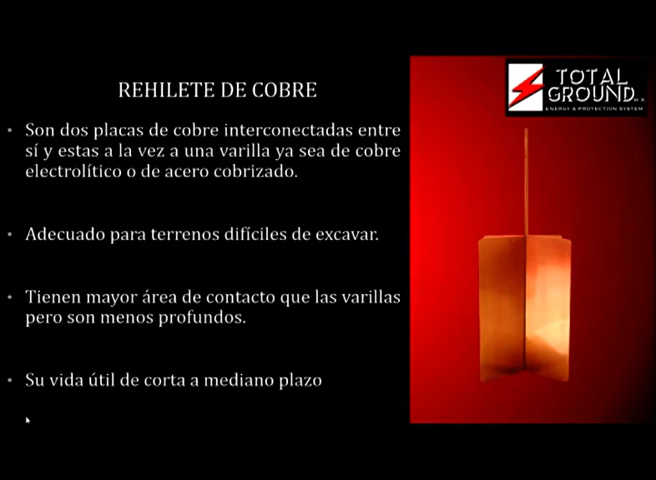 REHILETE DE COBRE
• Son dos placas de cobre interconectadas entre
sí y estas a la vez a una varilla ya sea de cobre
electrolítico o de acero cobrizado.
• Adecuado para terrenos difíciles de excavar.
• Tienen mayor área de contacto que las varillas
pero son menos profundos.
• Su vida útil de corta a mediano plazo
TOTAL
GROUND
ENERGY & PROTECTION SYSTEM